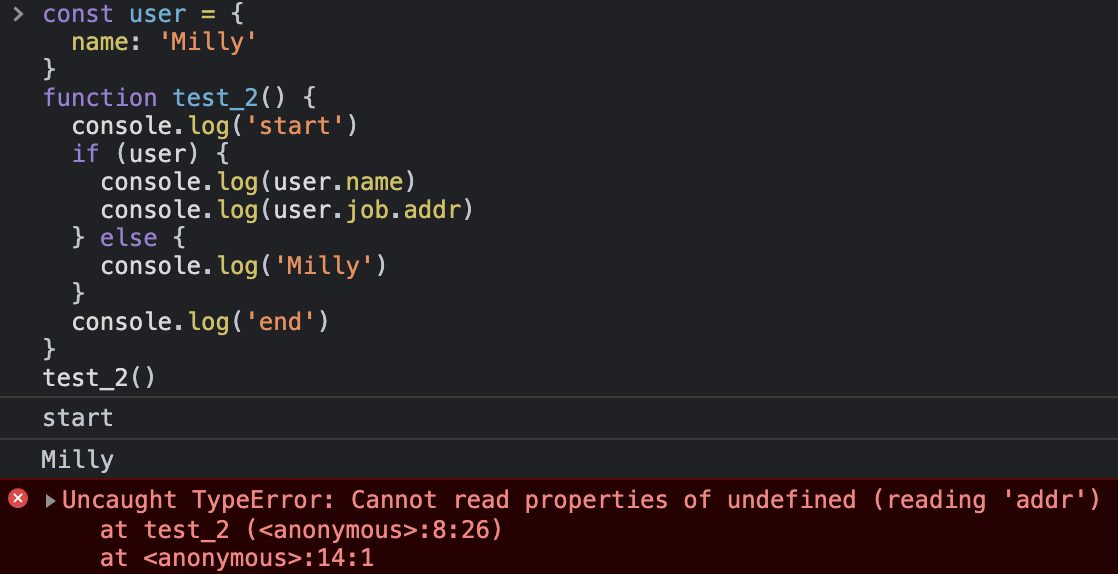 const user = {
  name: 'Milly'
}
function test_2() {
  console.log('start')
  if (user) {
    console.log(user.name)
    console.log(user.job.addr)
  } else {
    console.log('Milly')
  }
  console.log('end')
}
test_2()
start
Milly
Uncaught TypeError: Cannot read properties of undefined (reading 'addr')
    at test_2 (<anonymous>:8:26)
    at <anonymous>:14:1